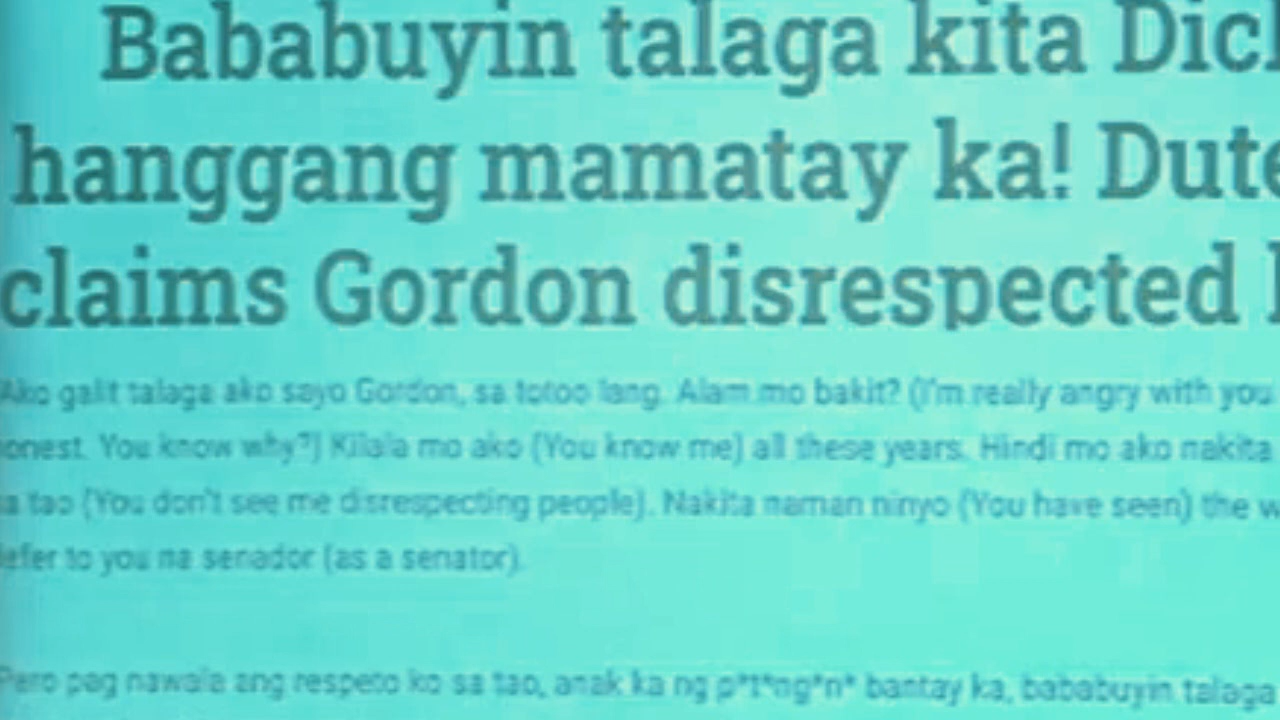 Bababuyin talaga kita Dic
hanggang mamatay ka! Dute
claims Gordon disrespected
Ako galit talaga ako sayo Gordon, sa totoo lang. Alam mo bakit? (I'm really angry with you
onest. You know why?) Kilala mo ako (You know me) all these years. Hindi mo ako nakita
sa tao (You don't see me disrespecting people). Nakita naman ninyo (You have seen) the w
refer to you na senador (as a senator).
Pero pag nawala ang respeto ko sa tao, anak ka ng p*t*ng*n* bantay ka, bababuyin talaga